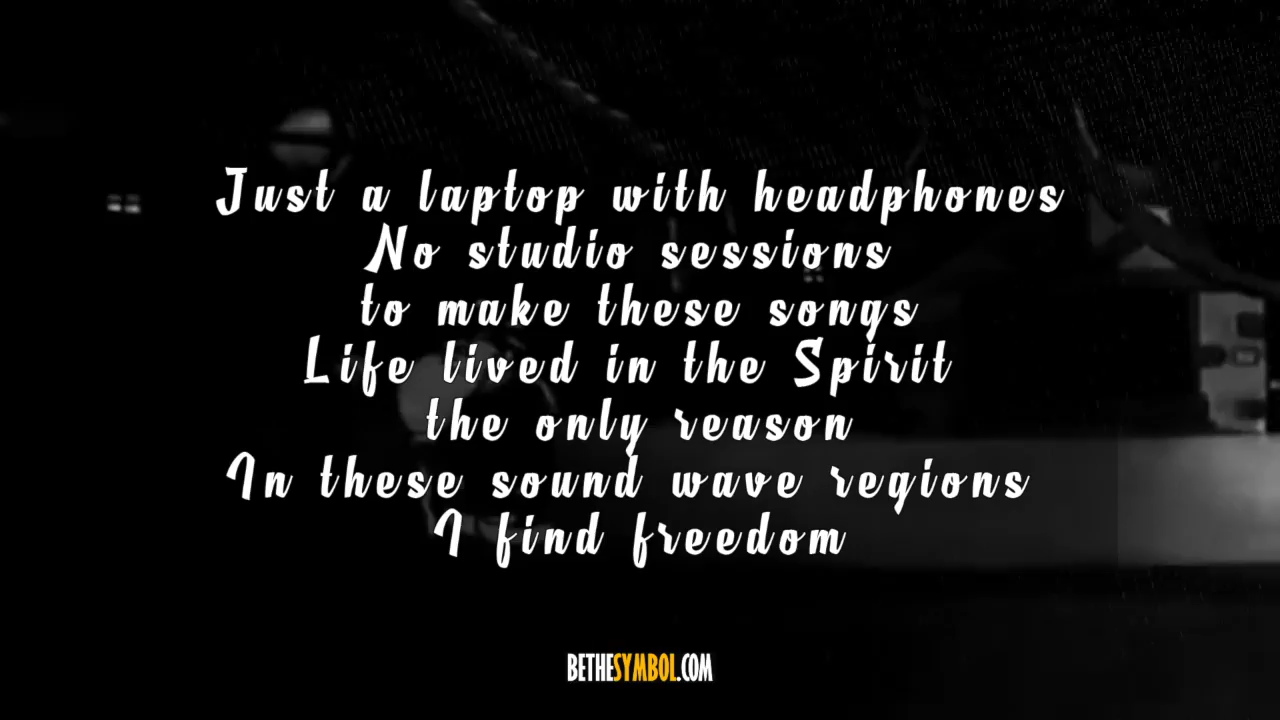 Just a laptop with headphones
No studio sessions
to make these songs
Life lived in the Spirit
the only reason
In these sound wave regions
I find freedom
BETHESYMBOL.COM